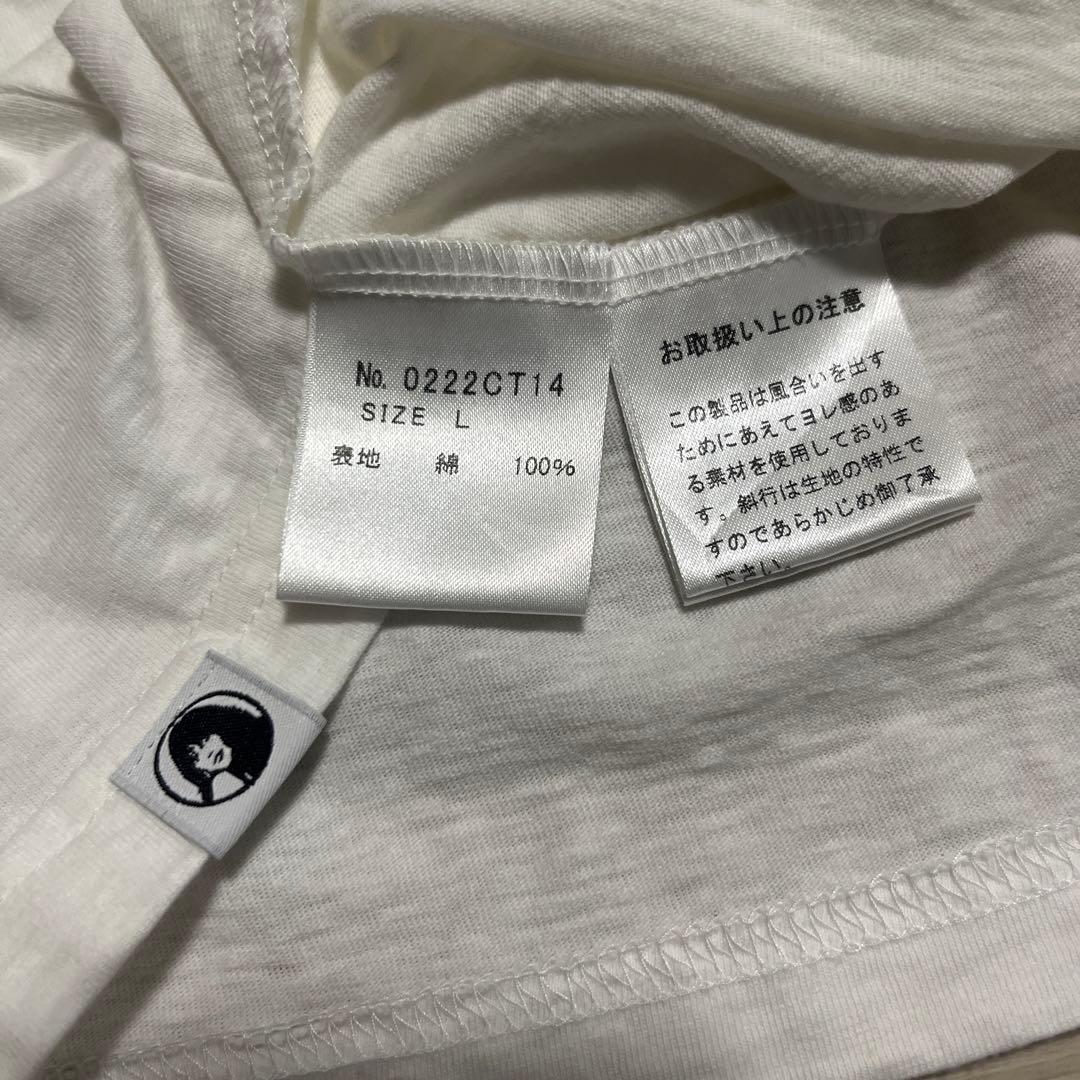 No. 0222CT14
SIZE L
表地 綿 100%
お取扱い上の注意
この製品は風合いを出す
ためにあえてヨレ感のあ
る素材を使用しておりま
す。斜行は生地の特性で
すのであらかじめ御了承
下さい。